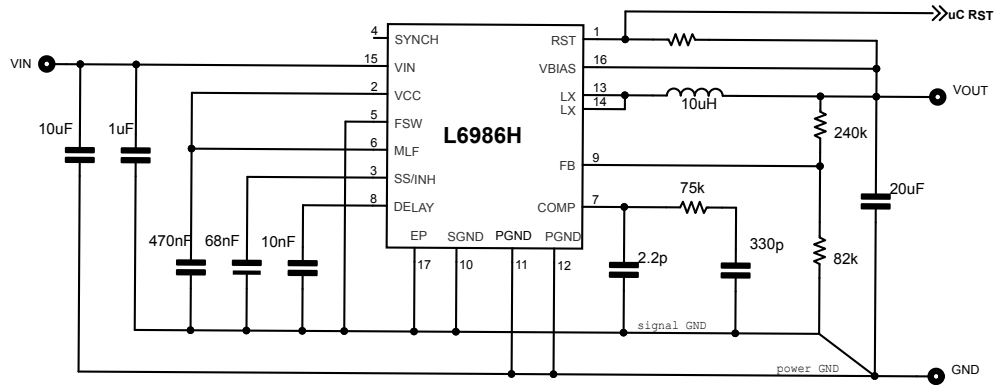 uC RST
4
SYNCH
RST
1
VIN
15
VIN
VBIAS
16
2
VCC
LX
13
LX
14
10uH
VOUT
10uF
1uF
5
FSW
L6986H
240k
6
MLF
FB
9
3
SS/INH
75k
20uF
8
DELAY
COMP
7
470nF
68nF
10nF
EP
SGND
PGND
PGND
330p
17
10
11
12
2.2p
82k
signal GND
power GND
GND